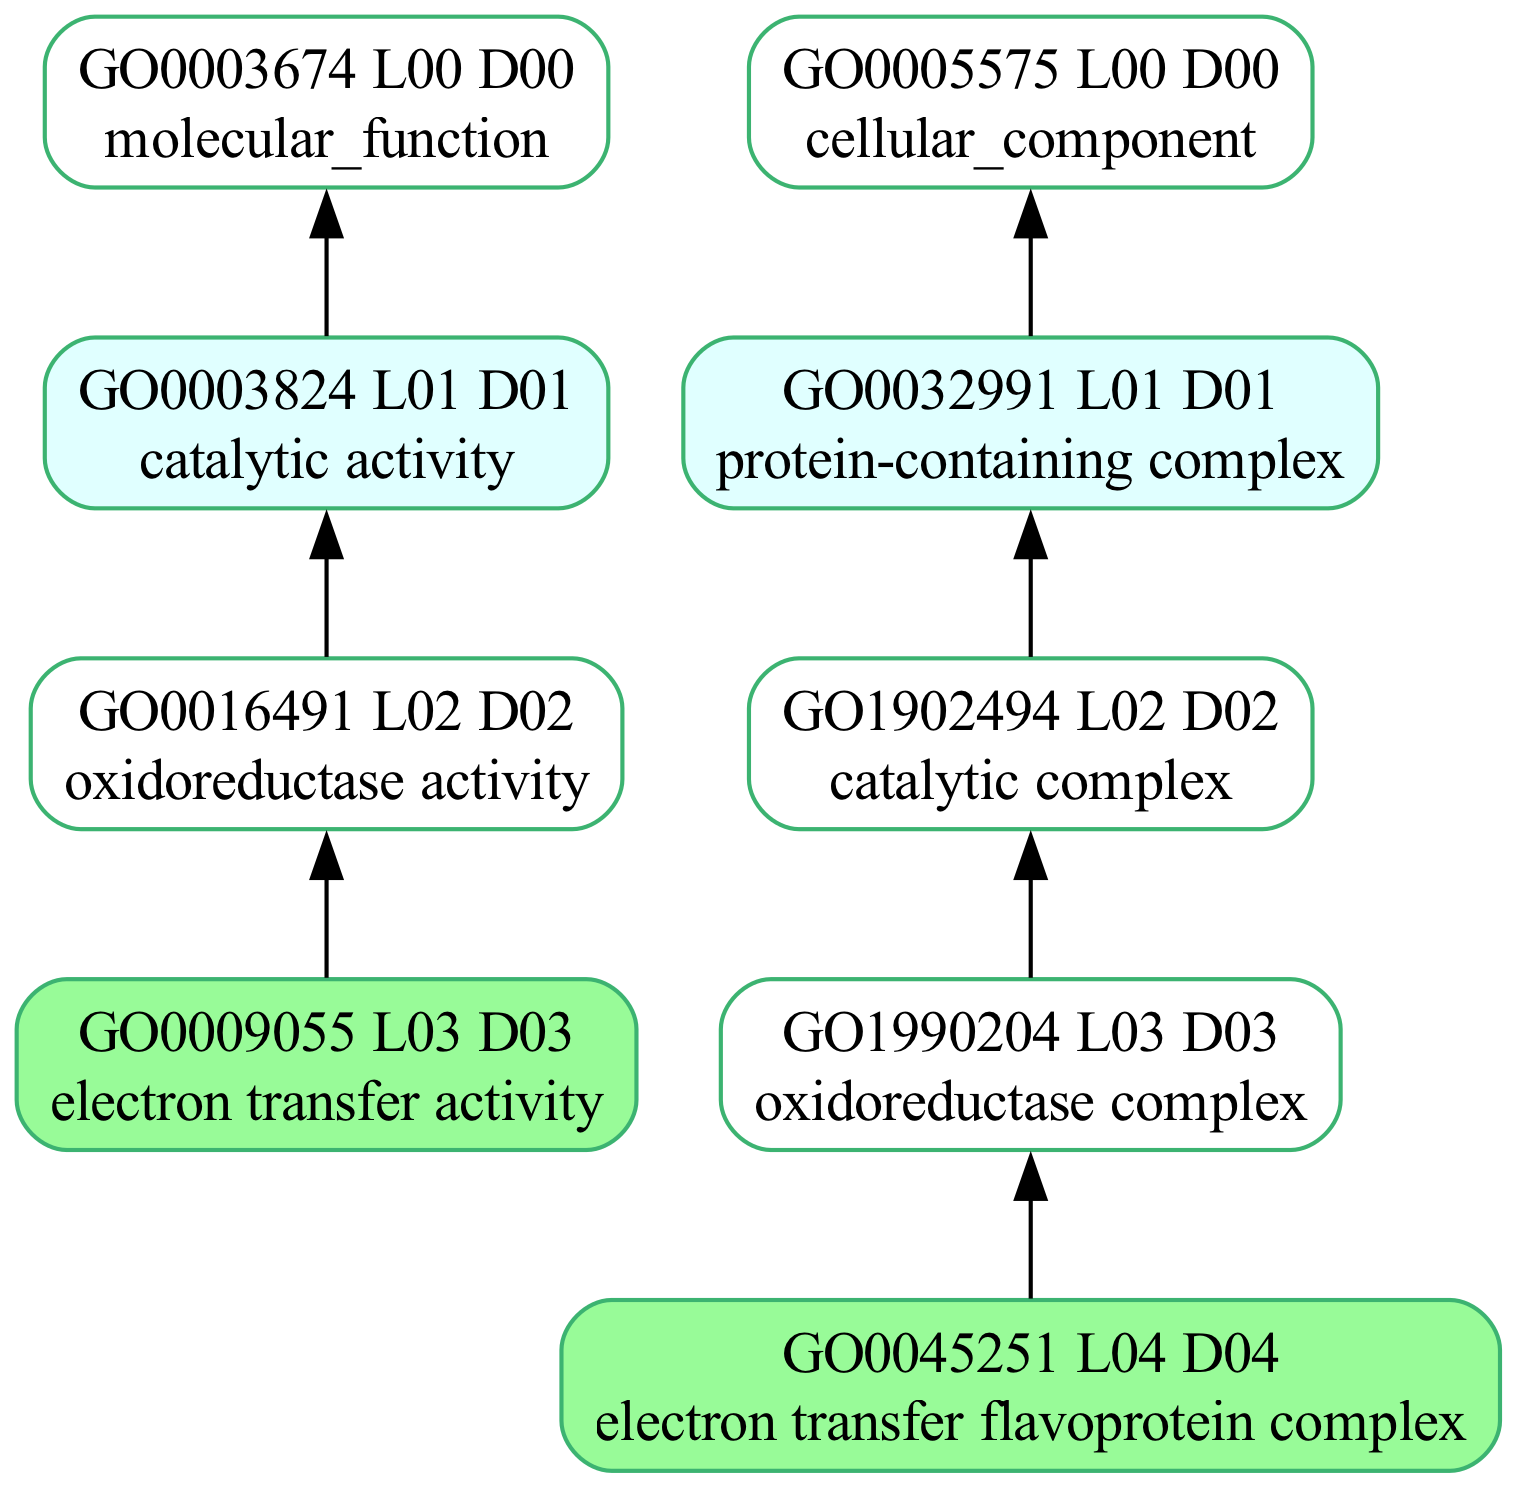 GO0003674 L00 D00
molecular_function
GO0005575 L00 D00
cellular_component
GO0003824 L01 D01
catalytic activity
GO0032991 L01 D01
protein-containing complex
GO0016491 L02 D02
oxidoreductase activity
GO1902494 L02 D02
catalytic complex
GO0009055 L03 D03
electron transfer activity
GO1990204 L03 D03
oxidoreductase complex
GO0045251 L04 D04
electron transfer flavoprotein complex